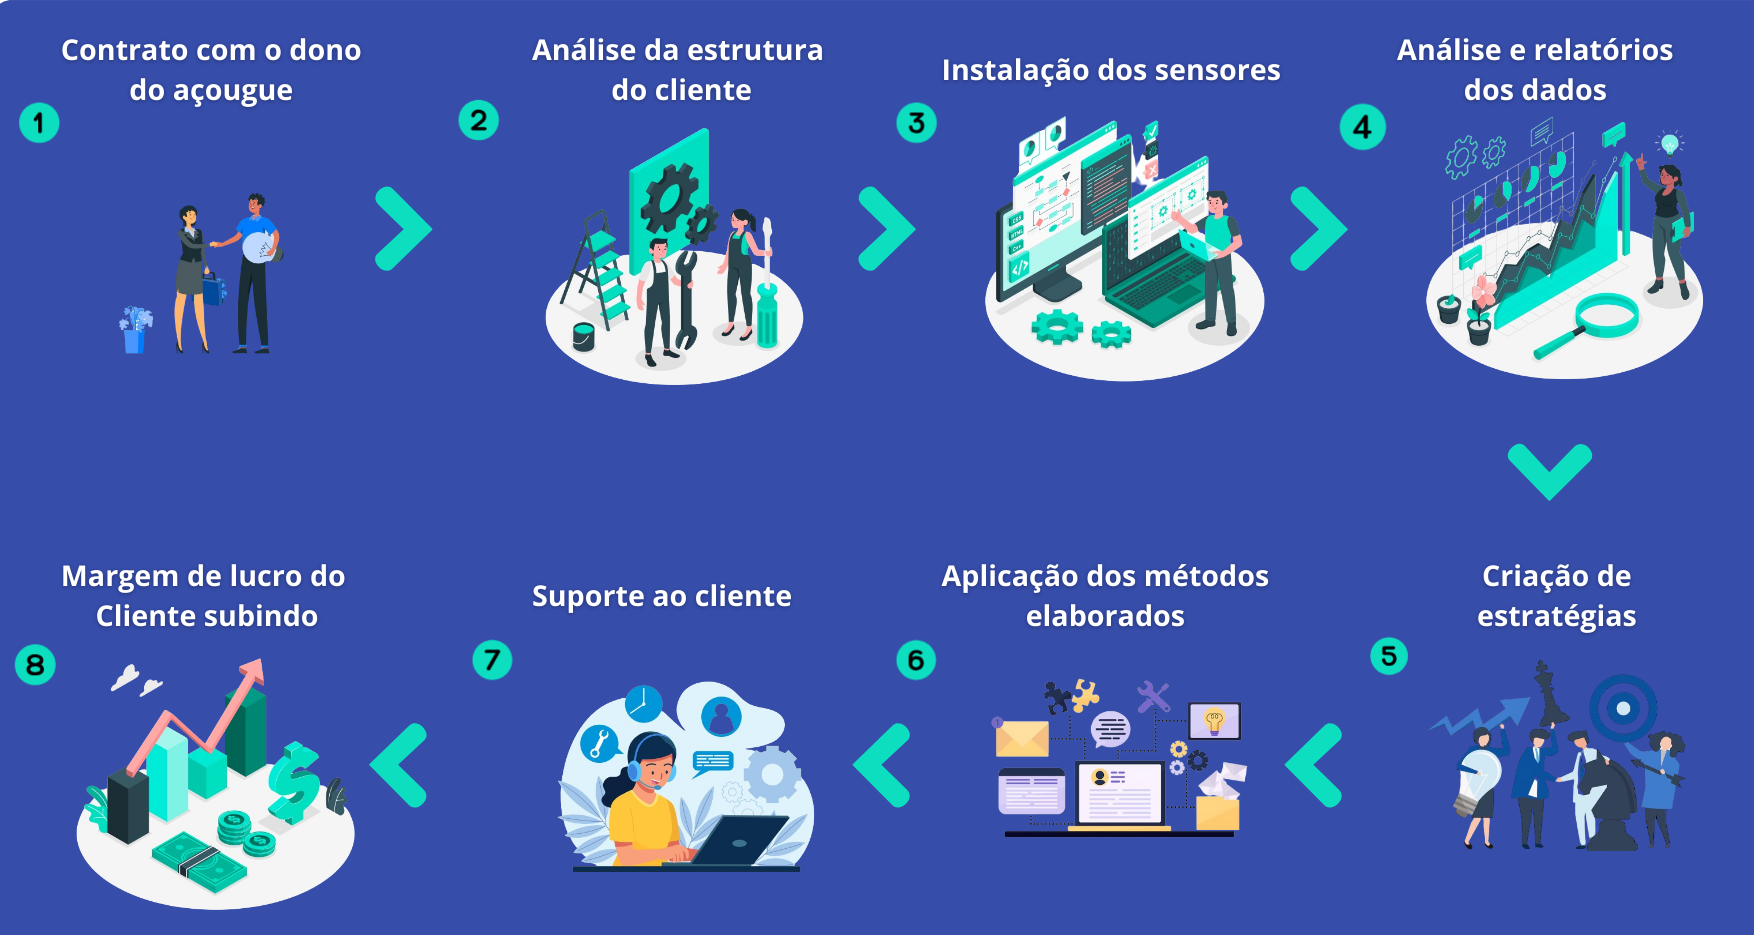 Contrato com o dono
do açougue
1
Análise da estrutura
do cliente
2
Instalação dos sensores
3
CSS
HTML
C++
</>
Análise e relatórios
dos dados
4
Criação de
estratégias
5
Aplicação dos métodos
elaborados
6
Suporte ao cliente
7
Margem de lucro do
Cliente subindo
8
$